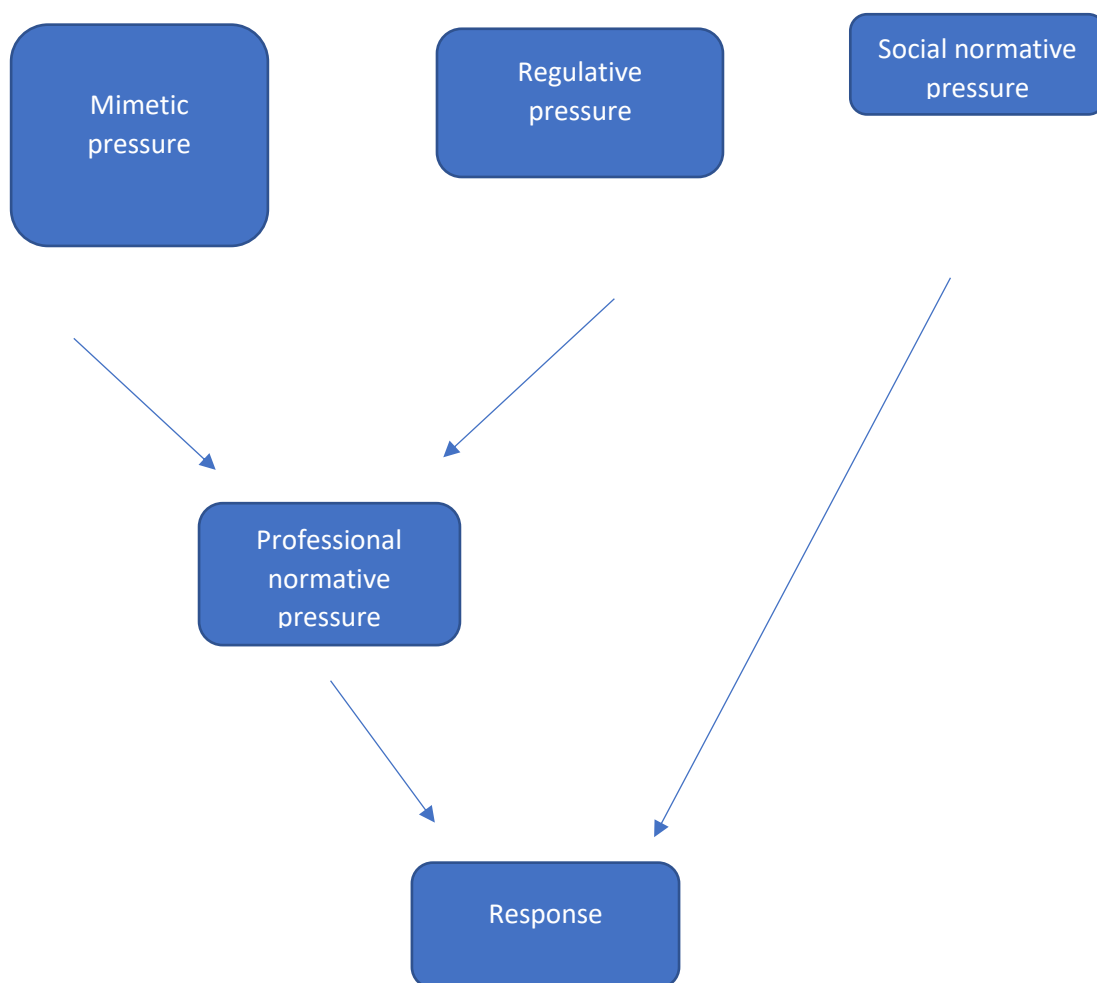 Mimetic
pressure
Regulative
pressure
Social normative
pressure
Professional
normative
pressure
Response